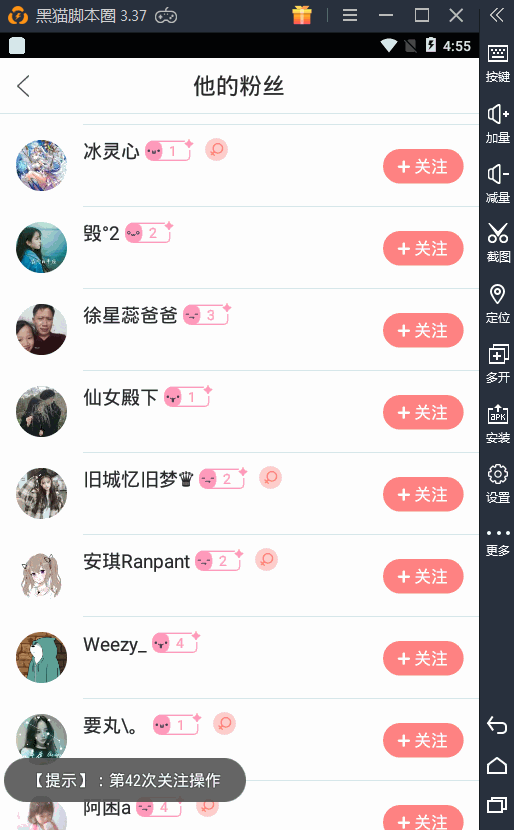 黑猫脚本圈 3.37
4:55
他的粉丝
冰灵心 1
+ 关注
毁°2 2
+ 关注
徐星蕊爸爸 3
+ 关注
仙女殿下 1
+ 关注
旧城忆旧梦♛ 2
+ 关注
安琪Ranpant 2
+ 关注
Weezy_ 4
+ 关注
要丸\。 1
+ 关注
【提示】:第42次关注操作
阿困a 4
+ 关注
按键
加量
减量
截图
定位
多开
APK
安装
设置
更多